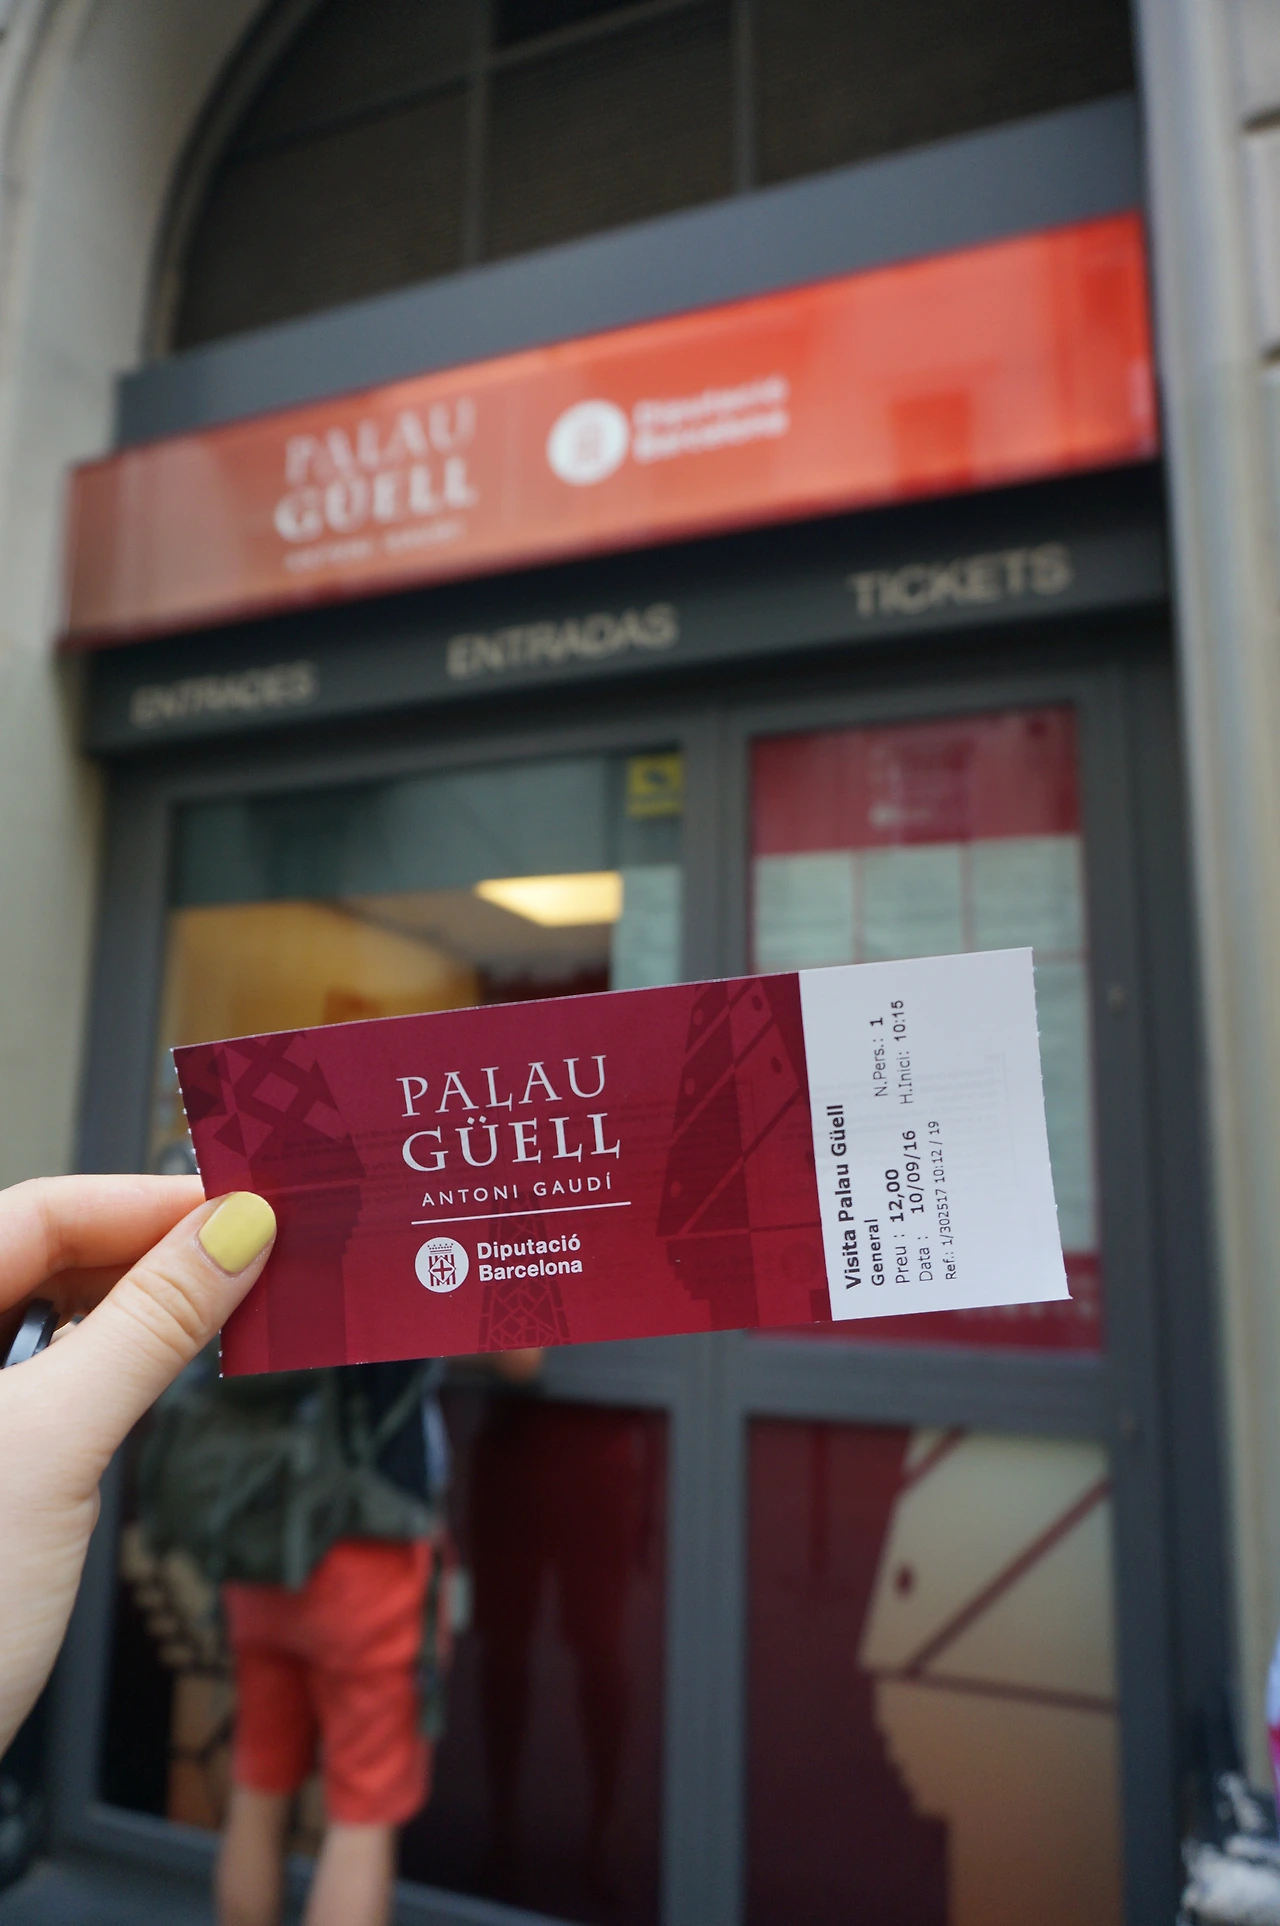 PALAU
GÜELL
Diputació
Barcelona
ENTRADES
ENTRADAS
TICKETS
PALAU
GÜELL
ANTONI GAUDÍ
Diputació
Barcelona
Visita Palau Güell
General N.Pers.: 1
Preu : 12,00 H.Inici: 10:15
Data : 10/09/16
Ref.: 1/302517 10:12 / 19